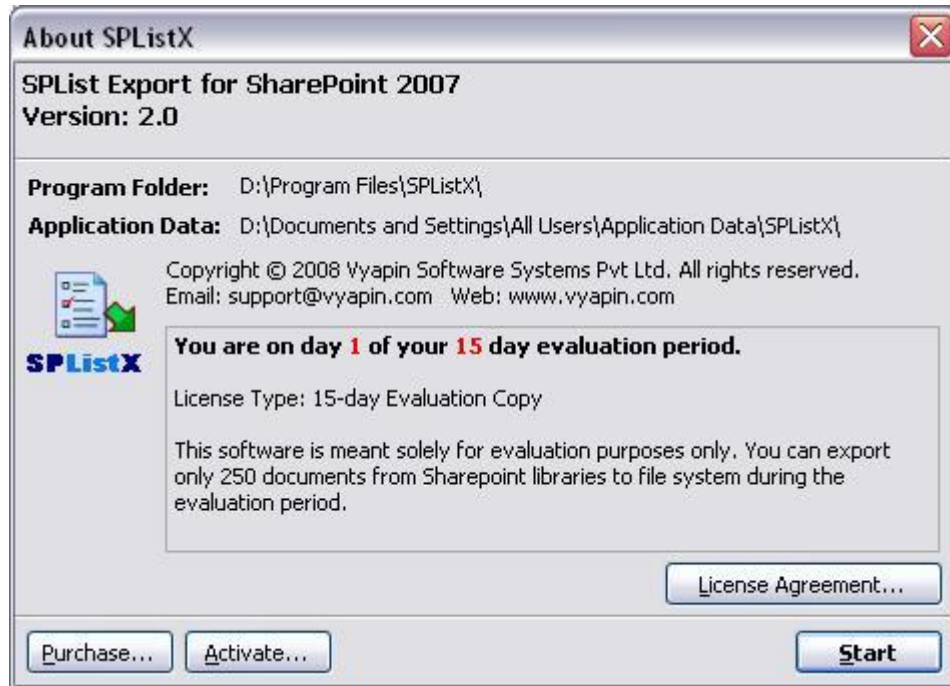 About SPListX
SPList Export for SharePoint 2007
Version: 2.0
Program Folder: D:\Program Files\SPListX\
Application Data: D:\Documents and Settings\All Users\Application Data\SPListX\
Copyright © 2008 Vyapin Software Systems Pvt Ltd. All rights reserved.
Email: support@vyapin.com Web: www.vyapin.com
SPListX
You are on day 1 of your 15 day evaluation period.
License Type: 15-day Evaluation Copy
This software is meant solely for evaluation purposes only. You can export
only 250 documents from Sharepoint libraries to file system during the
evaluation period.
License Agreement...
Purchase... Activate... Start